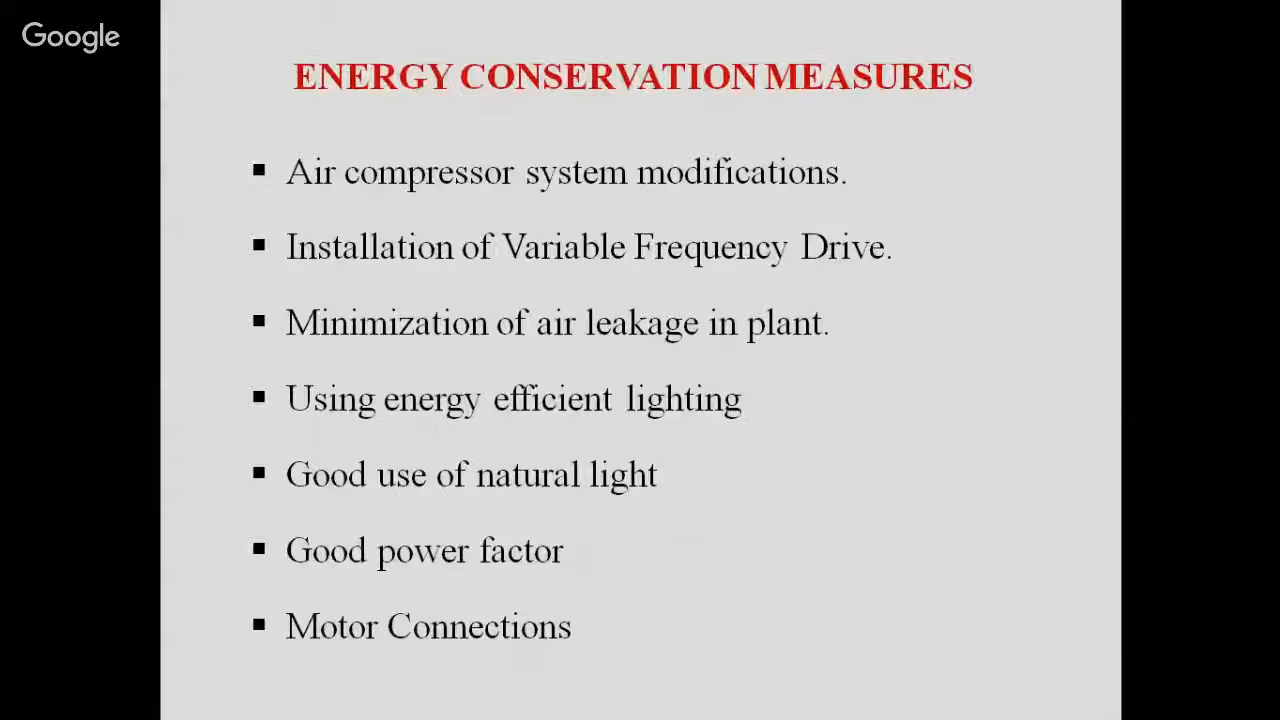 Google
ENERGY CONSERVATION MEASURES
▪ Air compressor system modifications.
▪ Installation of Variable Frequency Drive.
▪ Minimization of air leakage in plant.
▪ Using energy efficient lighting
▪ Good use of natural light
▪ Good power factor
▪ Motor Connections